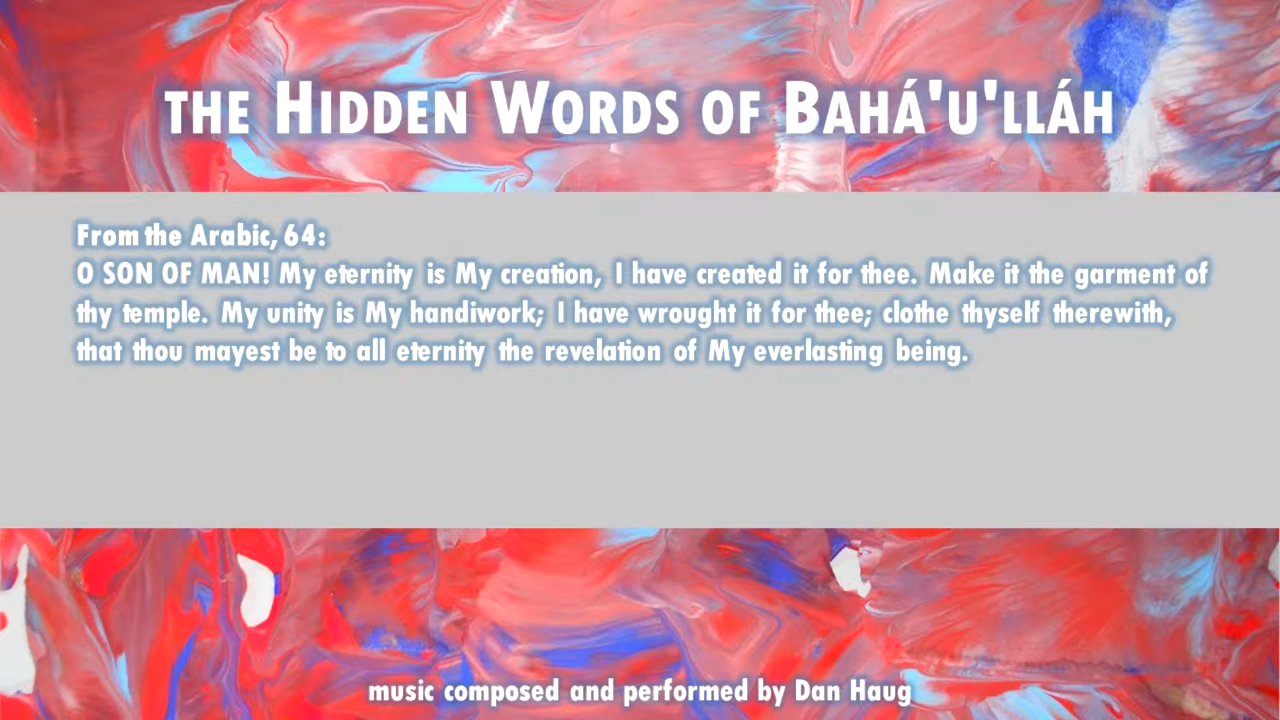 THE HIDDEN WORDS OF BAHÁ'U'LLÁH
From the Arabic, 64:
O SON OF MAN! My eternity is My creation, I have created it for thee. Make it the garment of
thy temple. My unity is My handiwork; I have wrought it for thee; clothe thyself therewith,
that thou mayest be to all eternity the revelation of My everlasting being.
music composed and performed by Dan Haug